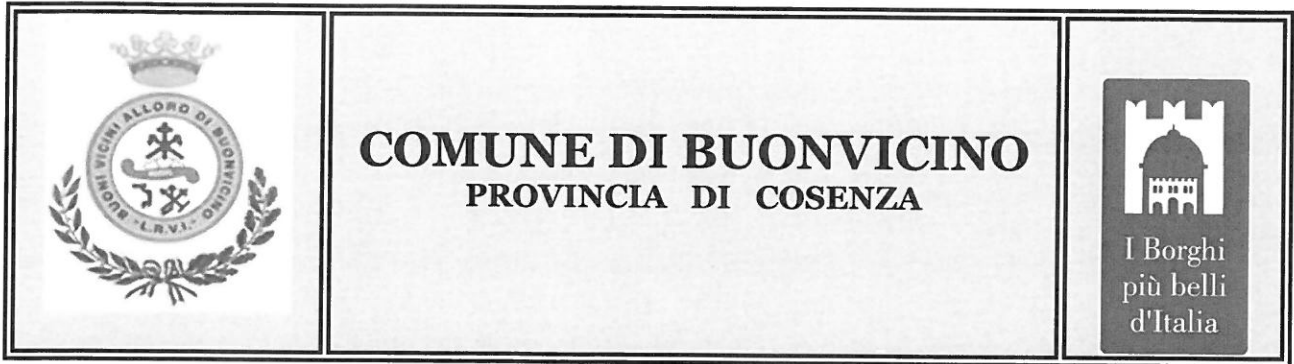 BUONI VICINI ALLORO DI BUONVICINO
L.R.V.I.
COMUNE DI BUONVICINO
PROVINCIA DI COSENZA
I Borghi
più belli
d'Italia